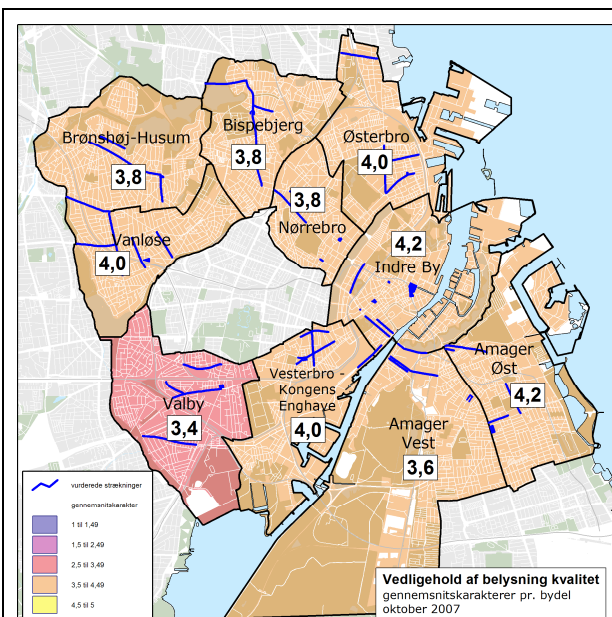 Brønshøj-Husum
3,8
Bispebjerg
3,8
Østerbro
4,0
3,8
Nørrebro
Vanløse
4,0
4,2
Indre By
Amager
Øst
4,2
Vesterbro -
Kongens
Enghave
4,0
Valby
3,4
Amager
Vest
3,6
vurderede strækninger
gennemsnitskarakter
1 til 1,49
1,5 til 2,49
2,5 til 3,49
3,5 til 4,49
4,5 til 5
Vedligehold af belysning kvalitet
gennemsnitskarakterer pr. bydel
oktober 2007